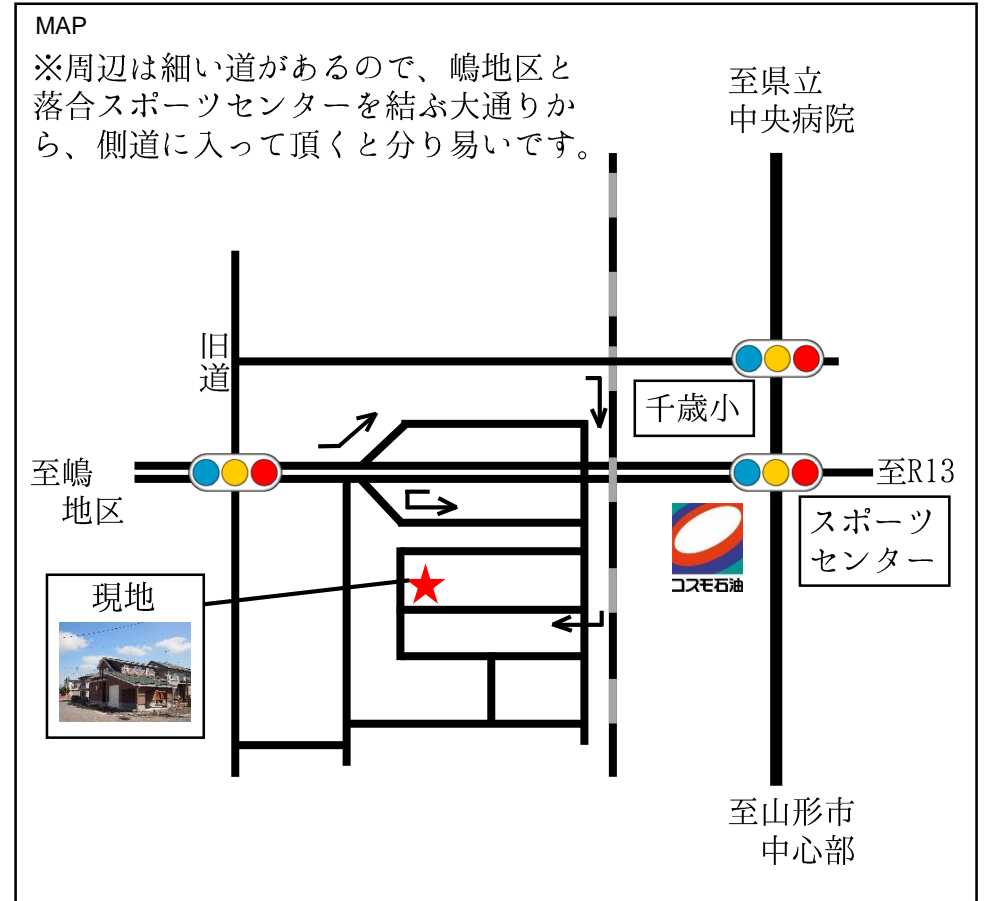 MAP
※周辺は細い道があるので、嶋地区と
落合スポーツセンターを結ぶ大通りか
ら、側道に入って頂くと分り易いです。
至県立
中央病院
旧
道
千歳小
至嶋
地区
至R13
スポーツ
センター
コスモ石油
現地
至山形市
中心部